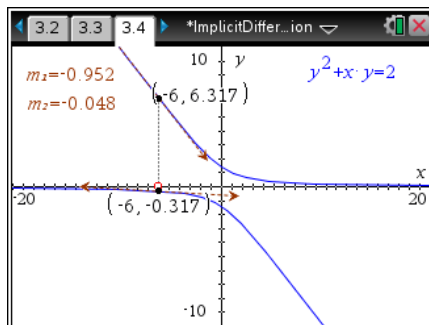 3.2 3.3 3.4 *ImplicitDiffer...ion
10 y
m₁=-0.952
y²+x·y=2
m₂=-0.048
(-6, 6.317)
x
-20 20
(-6, -0.317)
-10